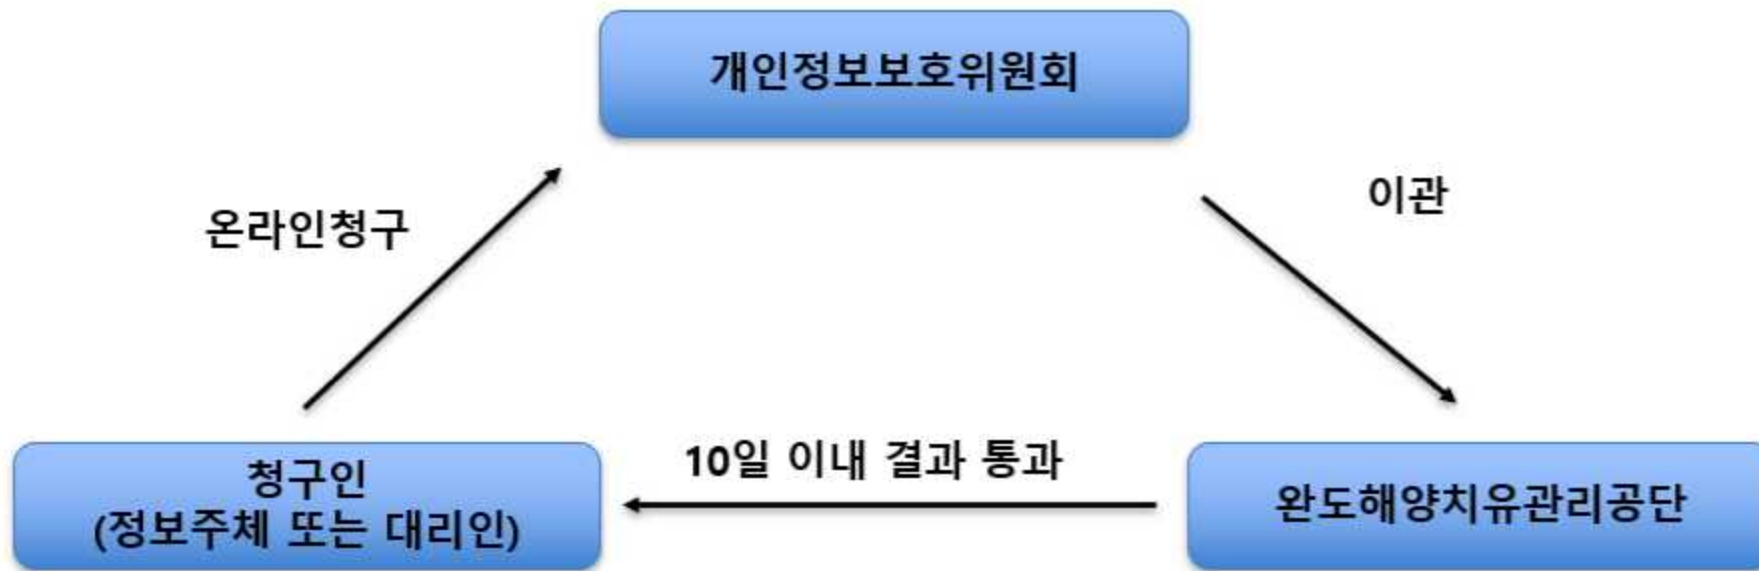 개인정보보호위원회
온라인청구
이관
10일 이내 결과 통과
청구인
(정보주체 또는 대리인)
완도해양치유관리공단